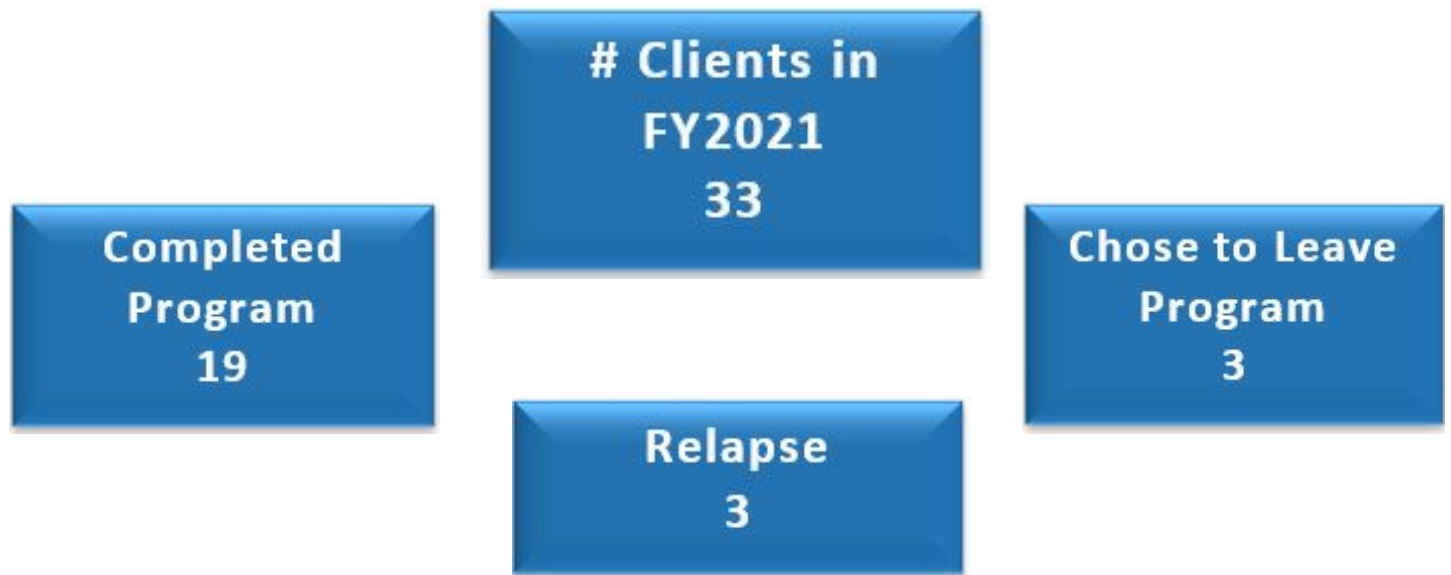 # Clients in
FY2021
33
Completed
Program
19
Chose to Leave
Program
3
Relapse
3